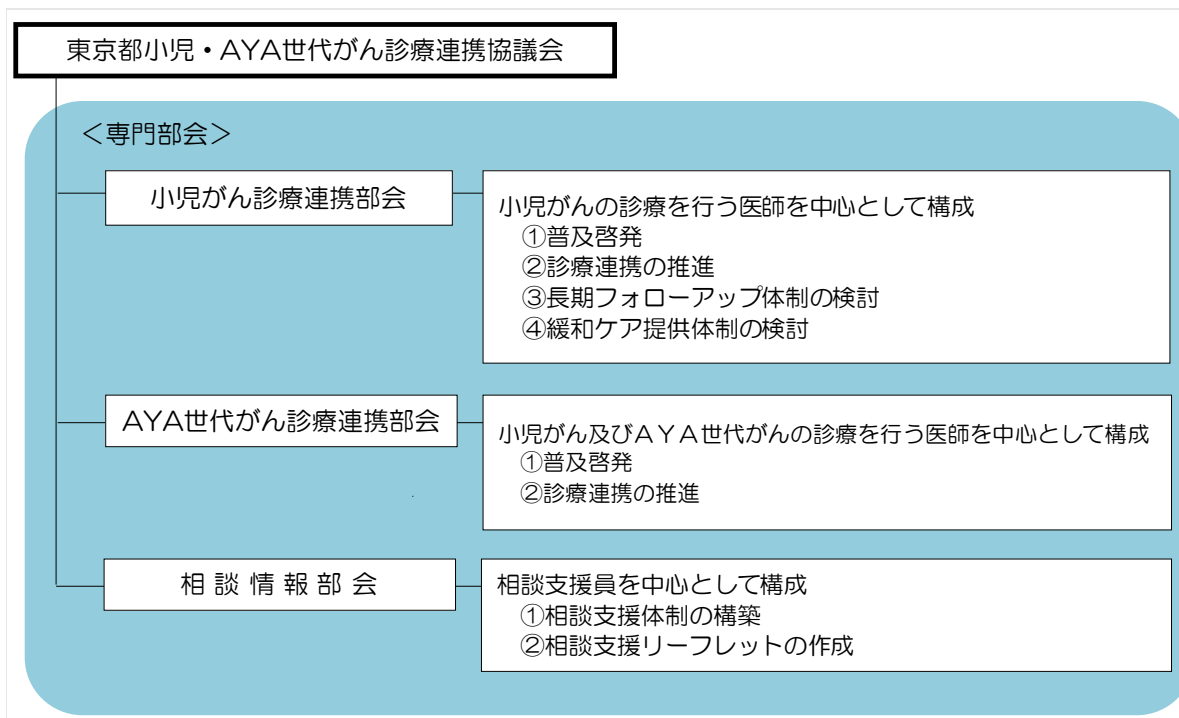 東京都小児・AYA世代がん診療連携協議会
＜専門部会＞
小児がん診療連携部会
小児がんの診療を行う医師を中心として構成
①普及啓発
②診療連携の推進
③長期フォローアップ体制の検討
④緩和ケア提供体制の検討
AYA世代がん診療連携部会
小児がん及びＡＹＡ世代がんの診療を行う医師を中心として構成
①普及啓発
②診療連携の推進
相 談 情 報 部 会
相談支援員を中心として構成
①相談支援体制の構築
②相談支援リーフレットの作成